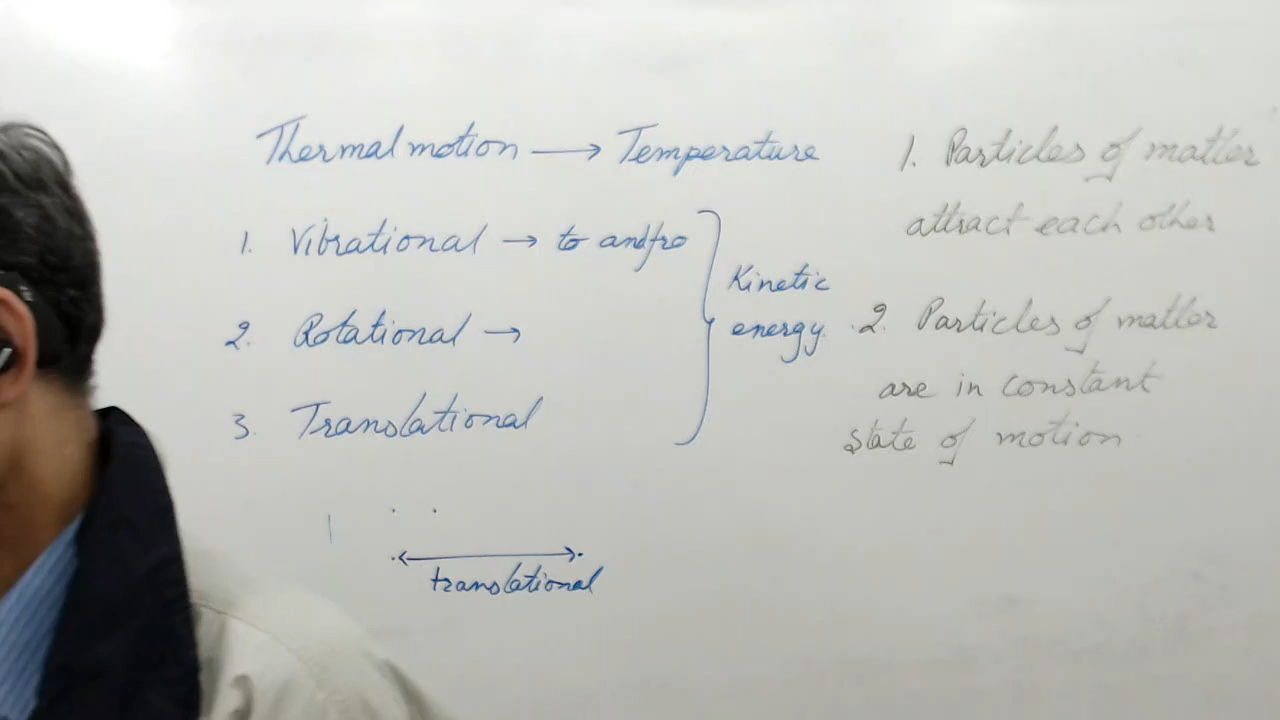 Thermal motion → Temperature
1. Vibrational → to and fro
2. Rotational →
3. Translational
Kinetic
energy.
translational
1. Particles of matter
attract each other
2. Particles of matter
are in constant
state of motion